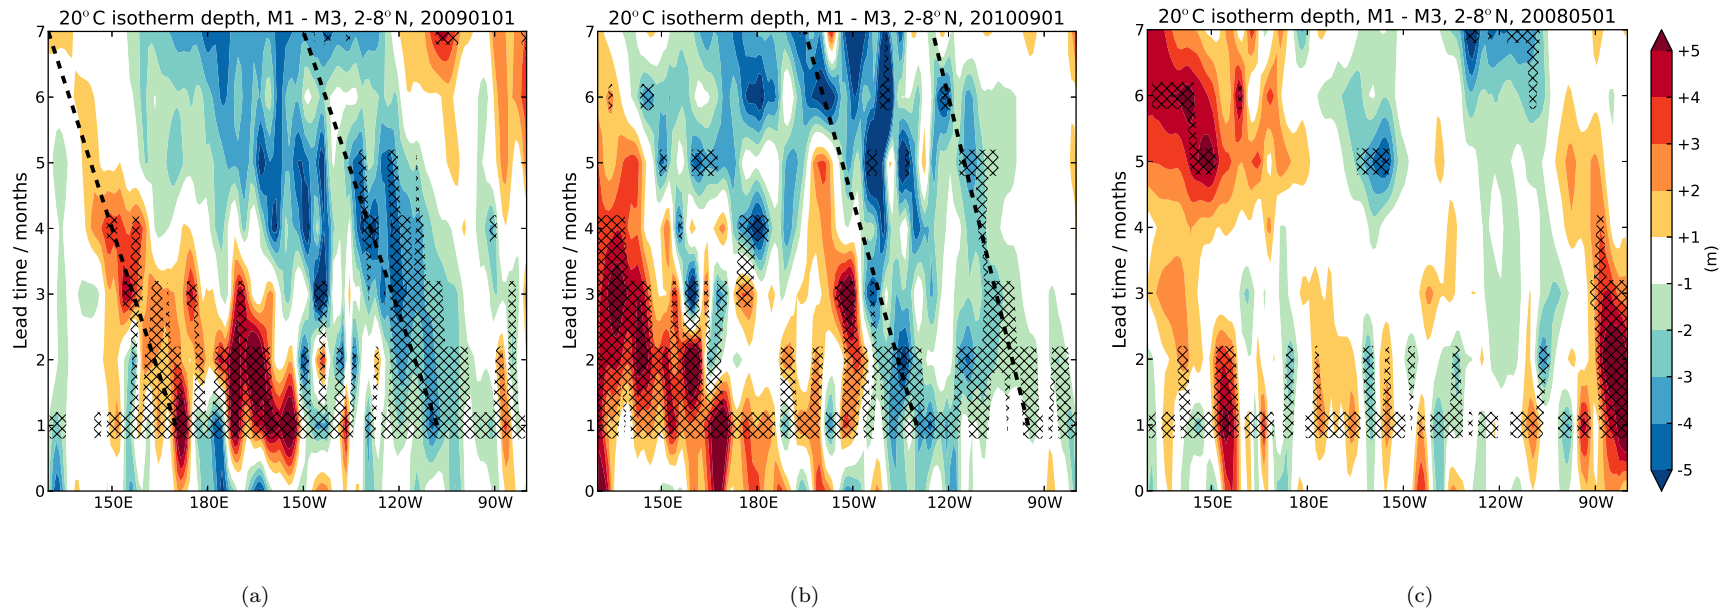 20°C isotherm depth, M1 - M3, 2-8°N, 20090101
7
6
5
4
3
2
1
0
Lead time / months
150E 180E 150W 120W 90W
(a)
20°C isotherm depth, M1 - M3, 2-8°N, 20100901
7
6
5
4
3
2
1
0
Lead time / months
150E 180E 150W 120W 90W
(b)
20°C isotherm depth, M1 - M3, 2-8°N, 20080501
7
6
5
4
3
2
1
0
Lead time / months
150E 180E 150W 120W 90W
(c)
+5
+4
+3
+2
+1
-1
-2
-3
-4
-5
(m)